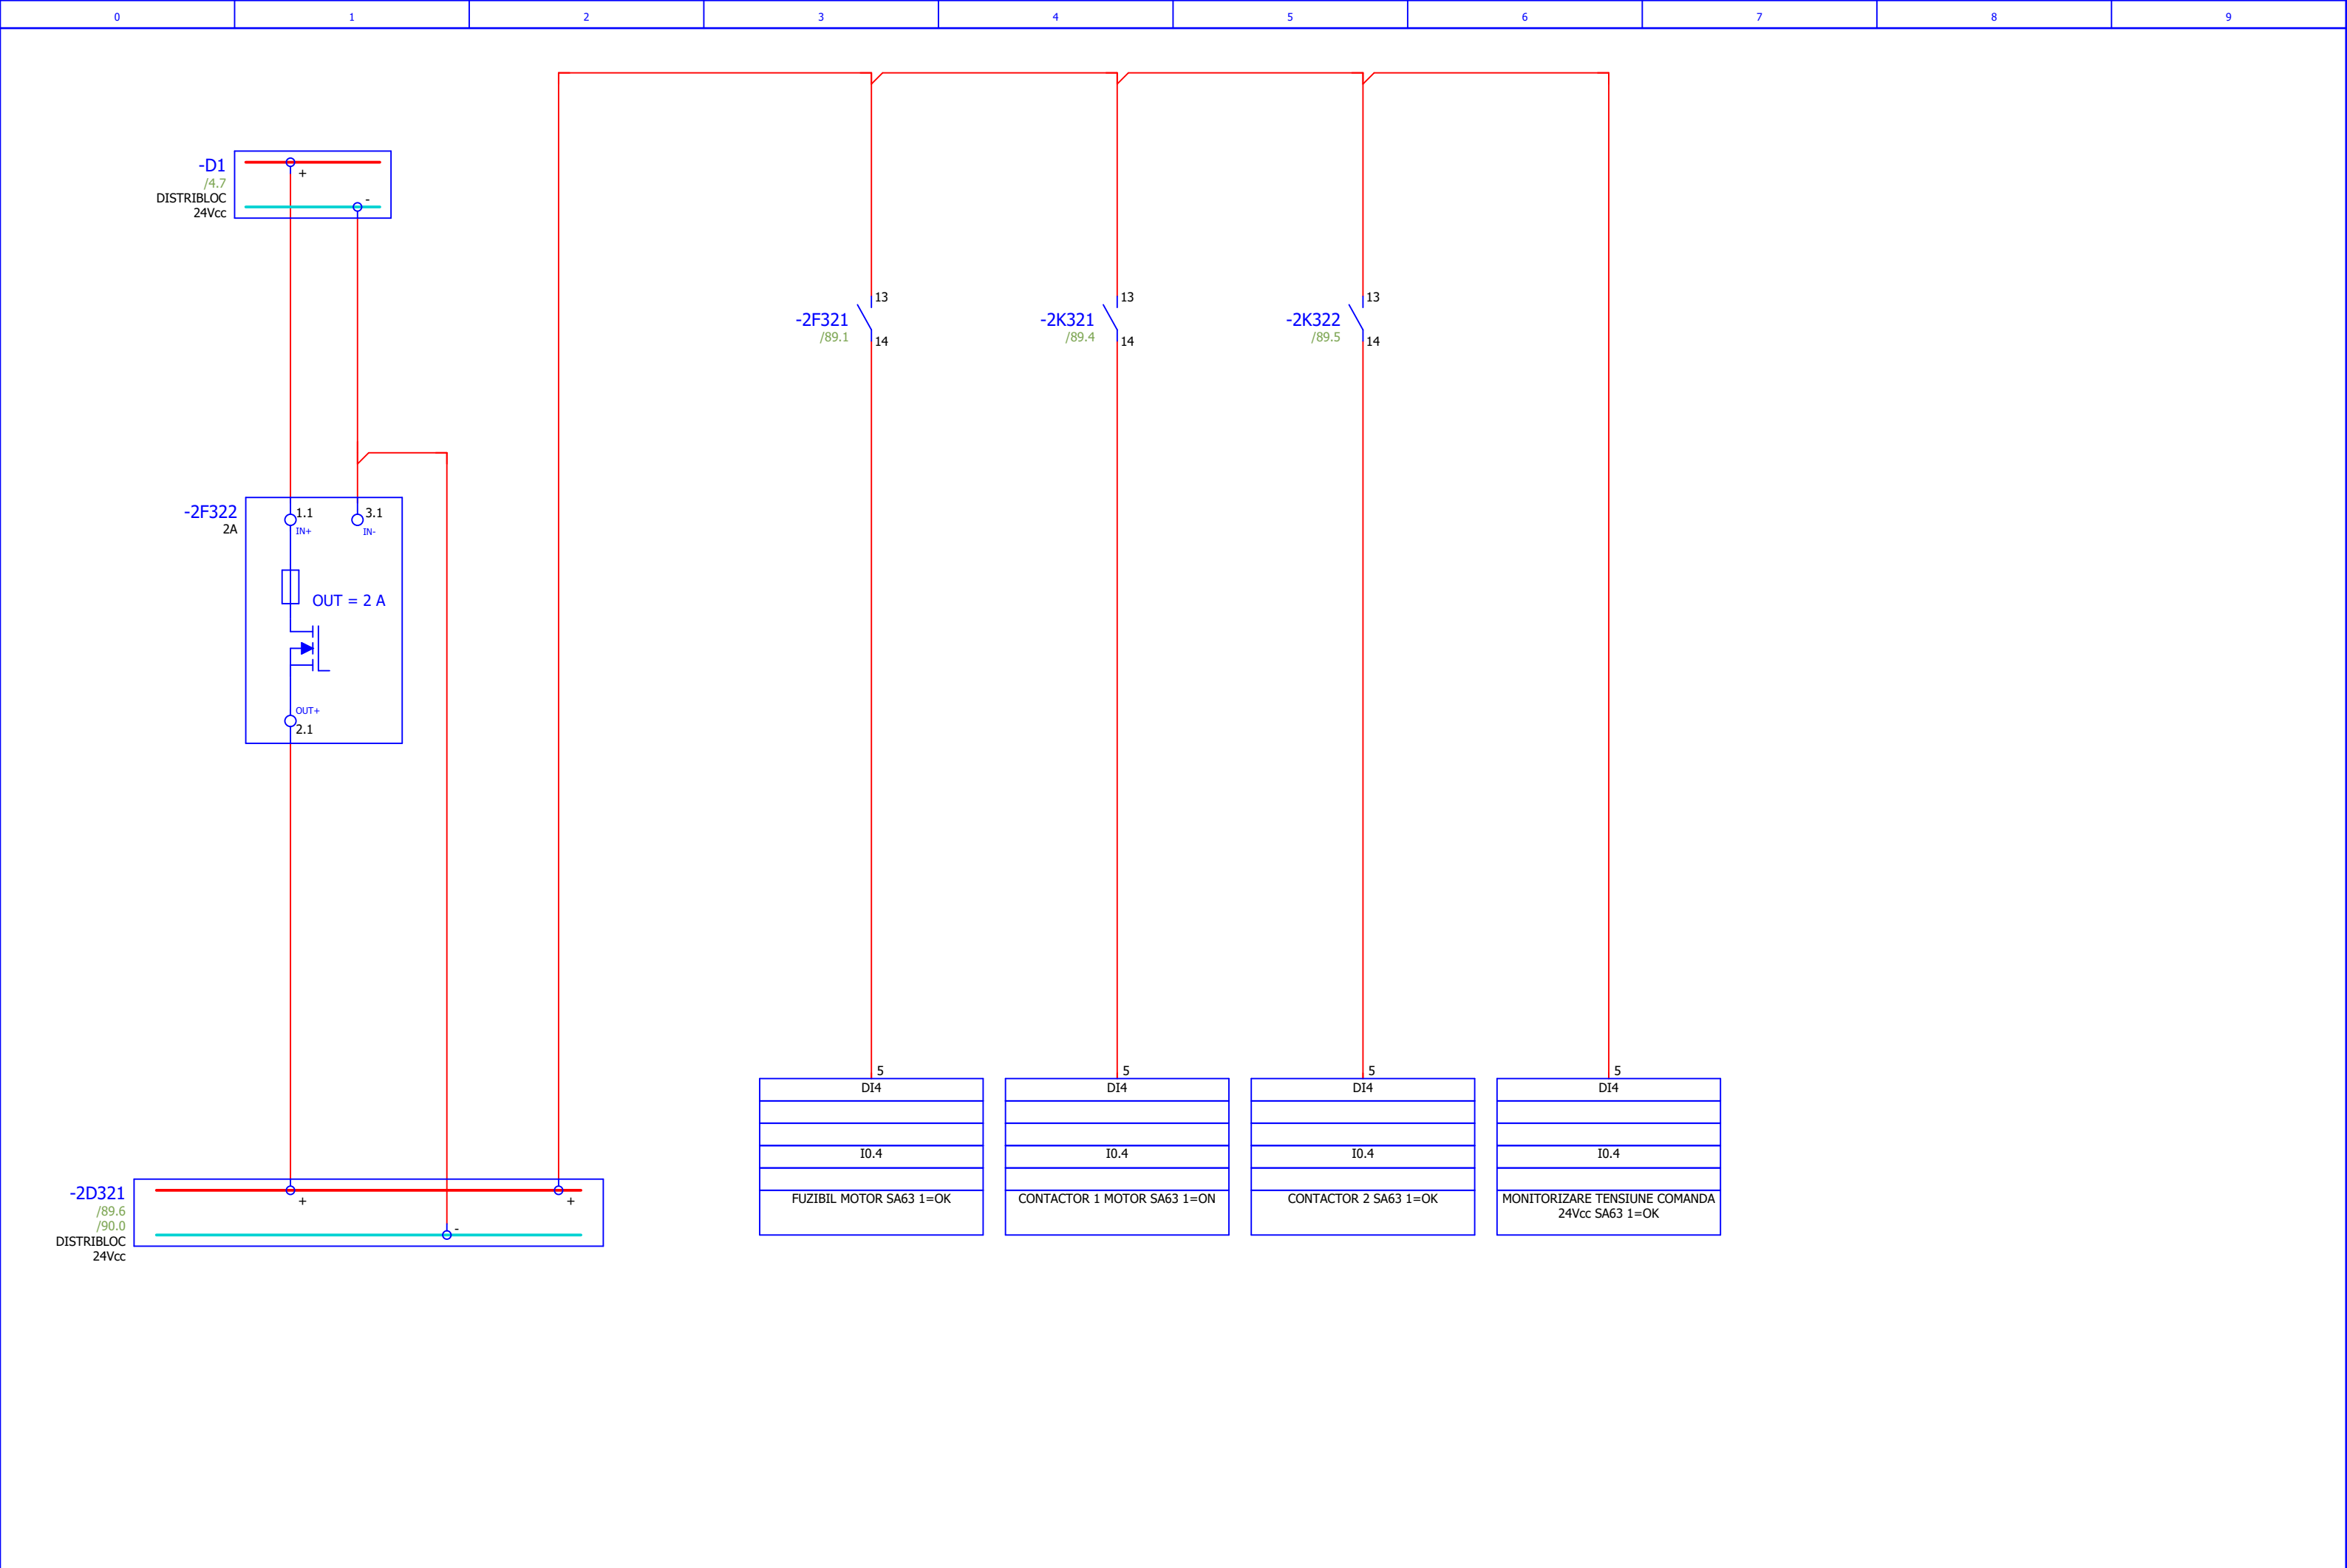 0
1
2
3
4
5
6
7
8
9
-D1
/4.7
DISTRIBLOC
24Vcc
+
-
-2F321
/89.1
13
14
-2K321
/89.4
13
14
-2K322
/89.5
13
14
-2F322
2A
1.1
IN+
3.1
IN-
OUT = 2 A
OUT+
2.1
-2D321
/89.6
/90.0
DISTRIBLOC
24Vcc
+
-
+
5
DI4
I0.4
FUZIBIL MOTOR SA63 1=OK
5
DI4
I0.4
CONTACTOR 1 MOTOR SA63 1=ON
5
DI4
I0.4
CONTACTOR 2 SA63 1=OK
5
DI4
I0.4
MONITORIZARE TENSIUNE COMANDA
24Vcc SA63 1=OK